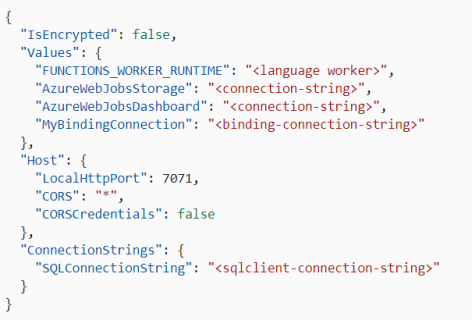 {
  "IsEncrypted": false,
  "Values": {
    "FUNCTIONS_WORKER_RUNTIME": "<language worker>",
    "AzureWebJobsStorage": "<connection-string>",
    "AzureWebJobsDashboard": "<connection-string>",
    "MyBindingConnection": "<binding-connection-string>"
  },
  "Host": {
    "LocalHttpPort": 7071,
    "CORS": "*",
    "CORSCredentials": false
  },
  "ConnectionStrings": {
    "SQLConnectionString": "<sqlclient-connection-string>"
  }
}